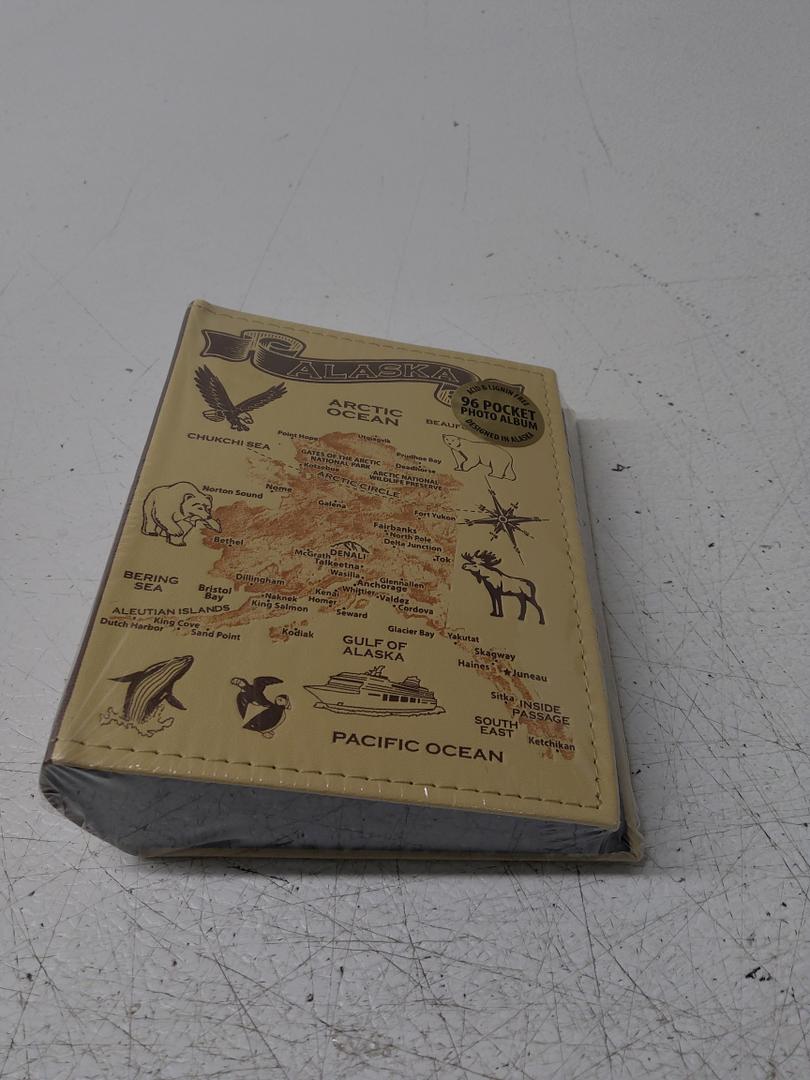 ALASKA
ACID & LIGNIN FREE
96 POCKET
PHOTO ALBUM
DESIGNED IN ALASKA
ARCTIC
OCEAN
CHUKCHI SEA
Point Hope
Utqiagvik
Prudhoe Bay
Deadhorse
GATES OF THE ARCTIC
NATIONAL PARK
Kotzebue
ARCTIC NATIONAL
WILDLIFE PRESERVE
ARCTIC CIRCLE
Norton Sound
Nome
Galena
Fort Yukon
Fairbanks
North Pole
Delta Junction
Bethel
DENALI
McGrath
Talkeetna
Tok
Wasilla
BERING
SEA
Bristol
Bay
Dillingham
Glennallen
Anchorage
Kenai
Whittier
Valdez
Naknek
Homer
Cordova
King Salmon
Seward
ALEUTIAN ISLANDS
Dutch Harbor
King Cove
Sand Point
Kodiak
Glacier Bay
Yakutat
GULF OF
ALASKA
Skagway
Haines
Juneau
Sitka
INSIDE
PASSAGE
SOUTH
EAST
Ketchikan
PACIFIC OCEAN